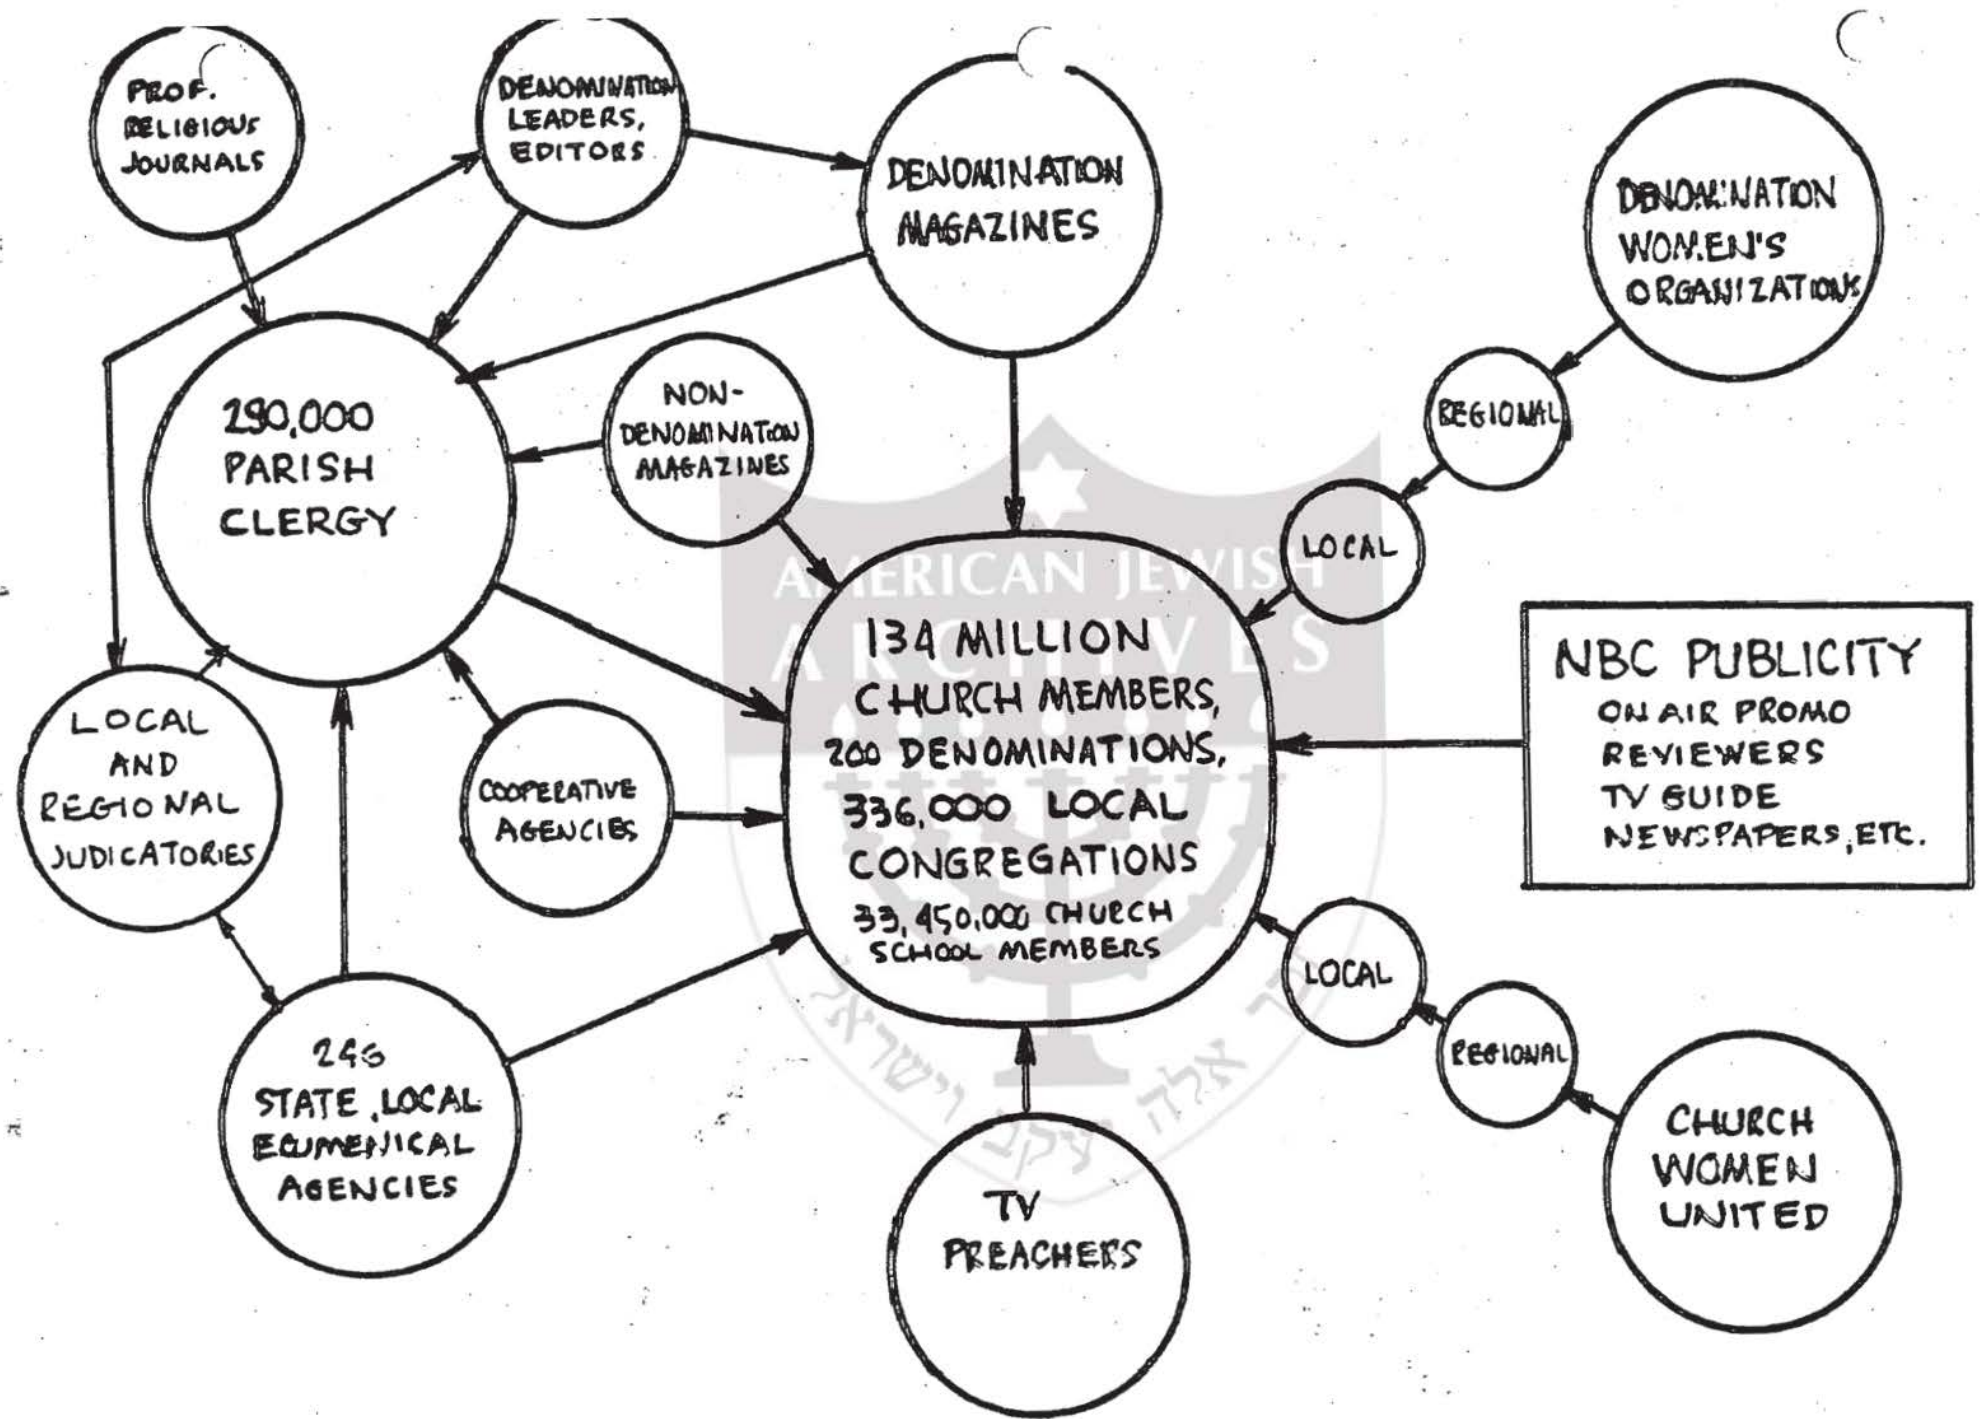 PROF.
RELIGIOUS
JOURNALS
DENOMINATION
LEADERS,
EDITORS
DENOMINATION
MAGAZINES
DENOMINATION
WOMEN'S
ORGANIZATIONS
REGIONAL
LOCAL
PARISH
CLERGY
NON-
DENOMINATION
MAGAZINES
AMERICAN JEWISH
ARCHIVES
134 MILLION
CHURCH MEMBERS,
200 DENOMINATIONS,
336,000 LOCAL
CONGREGATIONS
33,450,000 CHURCH
SCHOOL MEMBERS
NBC PUBLICITY
ON AIR PROMO
REVIEWERS
TV GUIDE
NEWSPAPERS, ETC.
LOCAL
AND
REGIONAL
JUDICATORIES
COOPERATIVE
AGENCIES
LOCAL
REGIONAL
CHURCH
WOMEN
UNITED
STATE, LOCAL
ECUMENICAL
AGENCIES
TV
PREACHERS
אלה יעקב וישראל